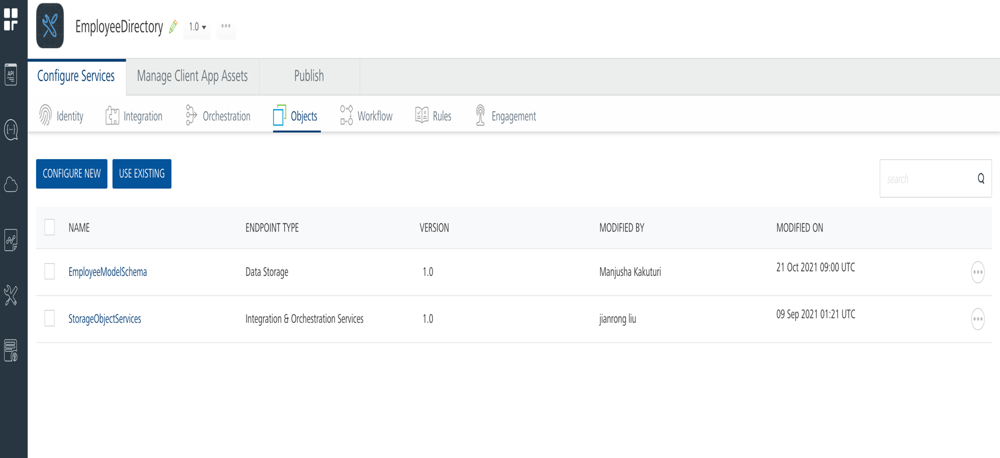 EmployeeDirectory 1.0
Configure Services Manage Client App Assets Publish
API
Identity Integration Orchestration Objects Workflow Rules Engagement
CONFIGURE NEW USE EXISTING search
NAME ENDPOINT TYPE VERSION MODIFIED BY MODIFIED ON
EmployeeModelSchema Data Storage 1.0 Manjusha Kakuturi 21 Oct 2021 09:00 UTC
StorageObjectServices Integration & Orchestration Services 1.0 jianrong liu 09 Sep 2021 01:21 UTC